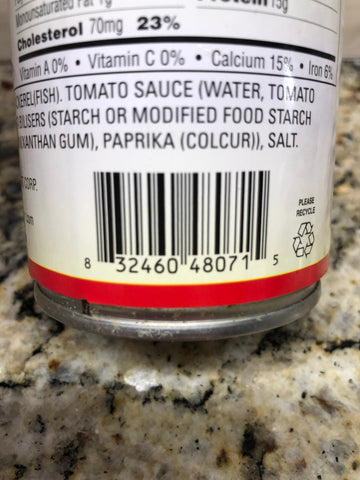 Monounsaturated Fat 1g
Protein 15g
Cholesterol 70mg 23%
Vitamin A 0% • Vitamin C 0% • Calcium 15% • Iron 6%
CKEREL(FISH). TOMATO SAUCE (WATER, TOMATO
BILISERS (STARCH OR MODIFIED FOOD STARCH
XANTHAN GUM), PAPRIKA (COLCUR)), SALT.
CORP.
PLEASE
RECYCLE
8 32460 48071 5